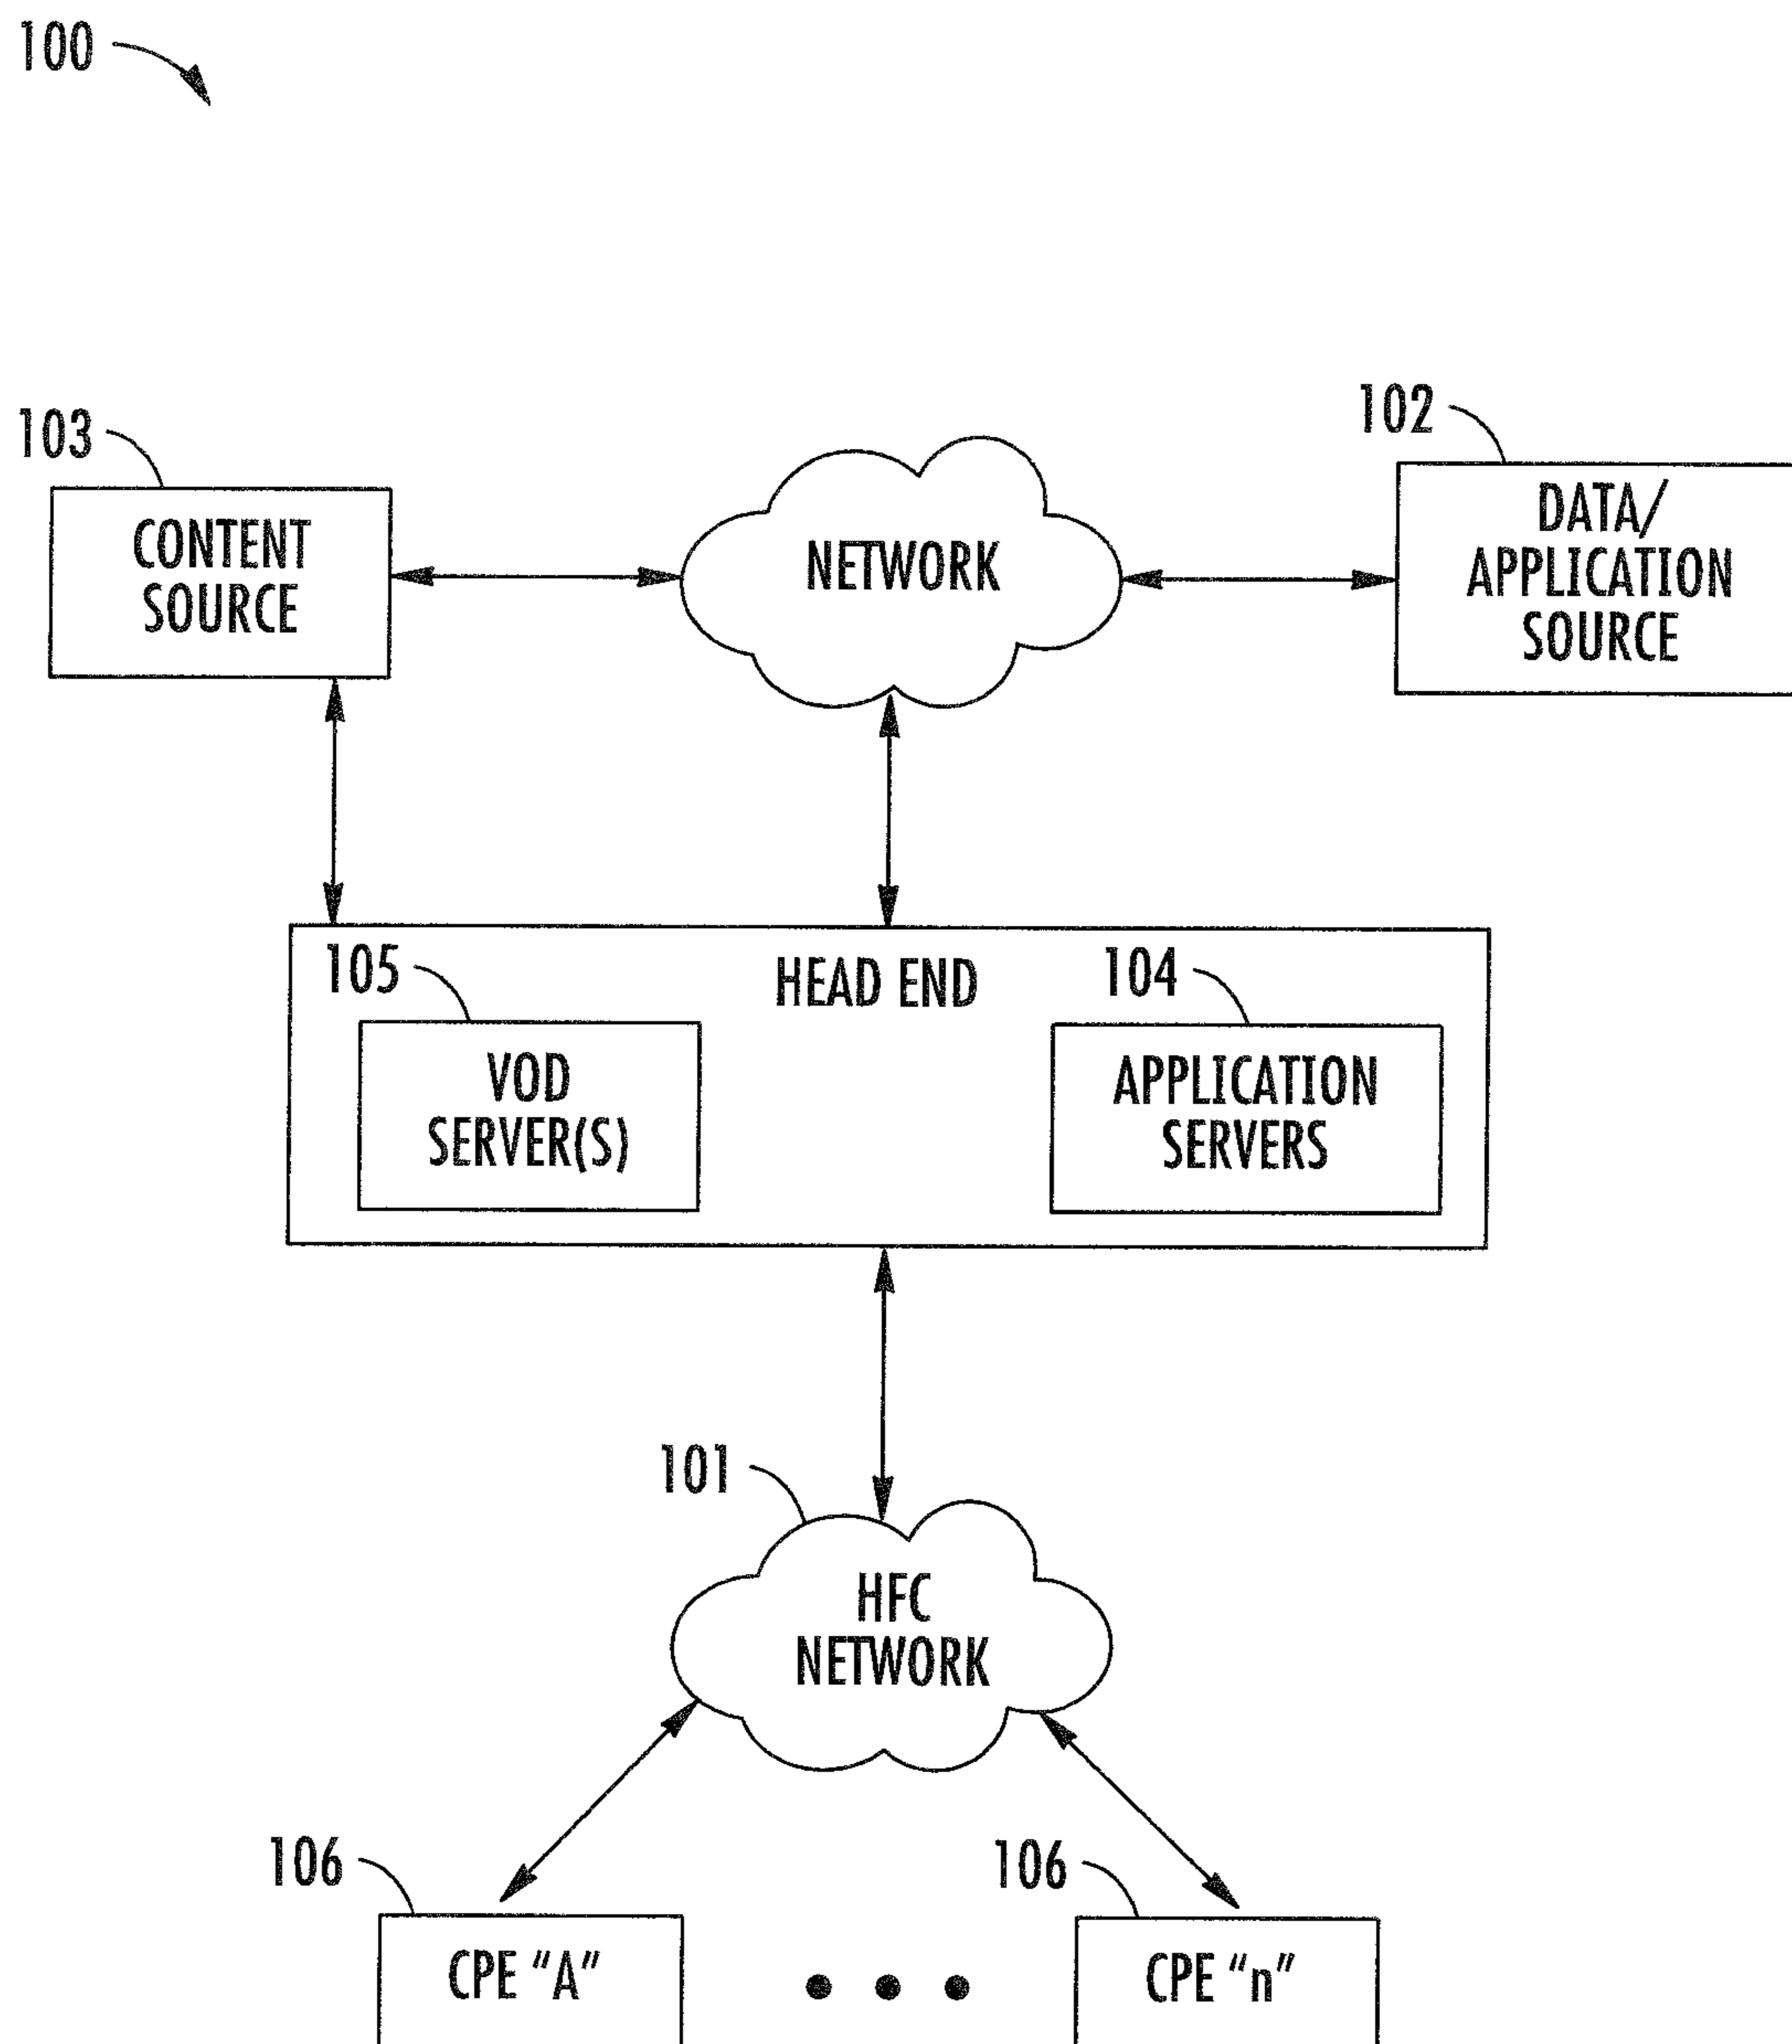 100
103
102
CONTENT
SOURCE
NETWORK
DATA/
APPLICATION
SOURCE
105
HEAD END
104
VOD
SERVER(S)
APPLICATION
SERVERS
101
HFC
NETWORK
106
106
CPE "A"
CPE "n"